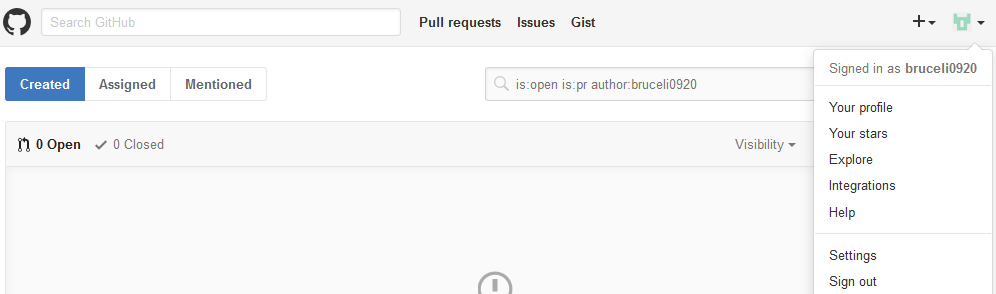 Search GitHub Pull requests Issues Gist
Signed in as bruceli0920
Created Assigned Mentioned is:open is:pr author:bruceli0920
Your profile
Your stars
0 Open 0 Closed Visibility
Explore
Integrations
Help
Settings
Sign out